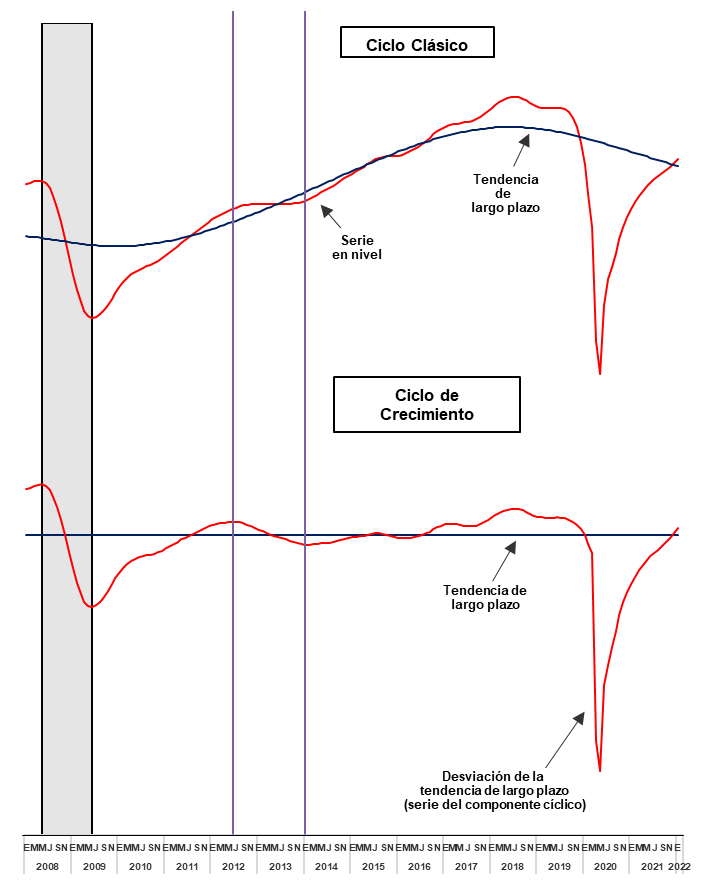 Ciclo Clásico
Tendencia
de
largo plazo
Serie
en nivel
Ciclo de
Crecimiento
Tendencia de
largo plazo
Desviación de la
tendencia de largo plazo
(serie del componente cíclico)
EMMJ SN EMMJ SN EMMJ SN EMMJ SN EMMJ SN EMMJ SN EMMJ SN EMMJ SN EMMJ SN EMMJ SN EMMJ SN EMMJ SN EMMJ SN EMMJ SN E
2008 2009 2010 2011 2012 2013 2014 2015 2016 2017 2018 2019 2020 2021 2022